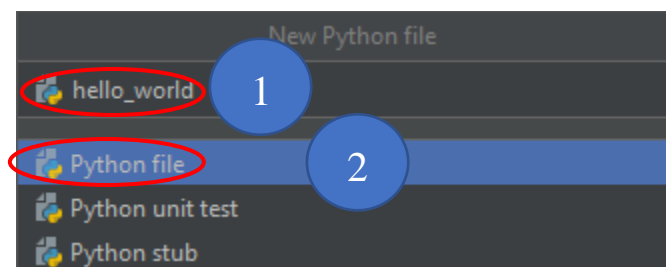 New Python file
hello_world 1
Python file 2
Python unit test
Python stub